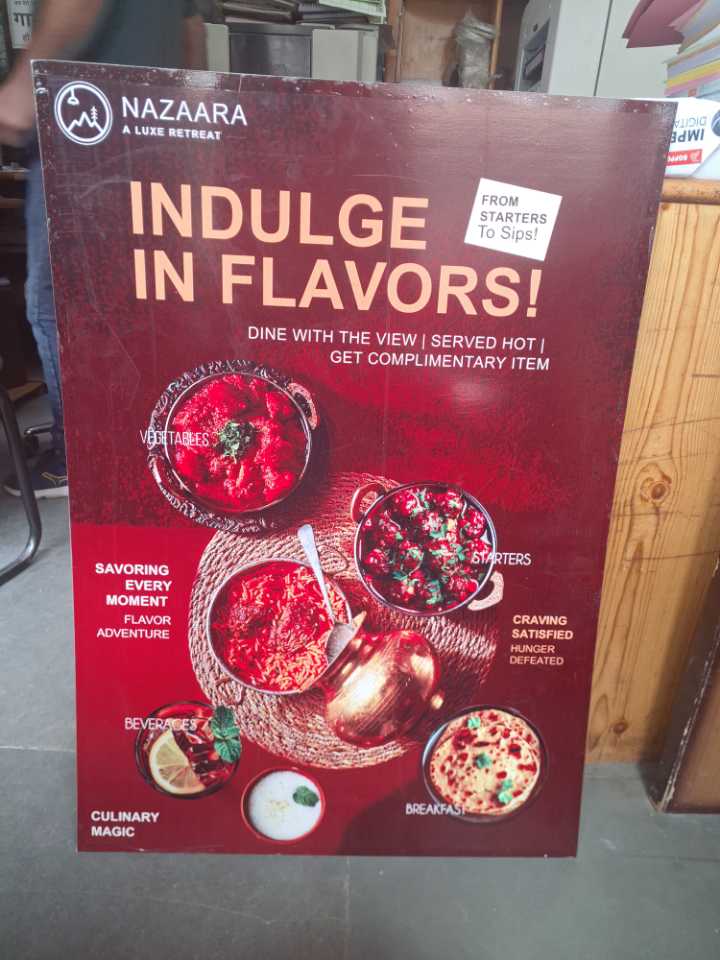 NAZAARA
A LUXE RETREAT
INDULGE
IN FLAVORS!
FROM
STARTERS
To Sips!
DINE WITH THE VIEW | SERVED HOT |
GET COMPLIMENTARY ITEM
VEGETABLES
STARTERS
SAVORING
EVERY
MOMENT
FLAVOR
ADVENTURE
CRAVING
SATISFIED
HUNGER
DEFEATED
BEVERAGES
BREAKFAST
CULINARY
MAGIC